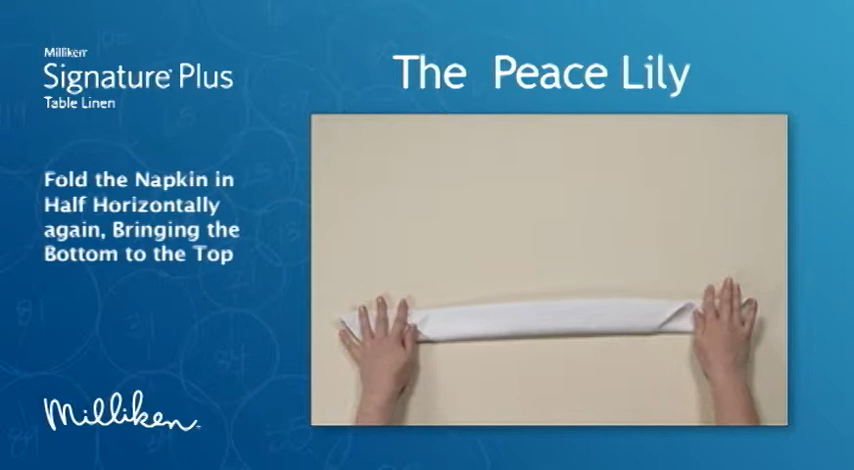 Milliken
Signature Plus
Table Linen
The Peace Lily
Fold the Napkin in
Half Horizontally
again, Bringing the
Bottom to the Top
Milliken